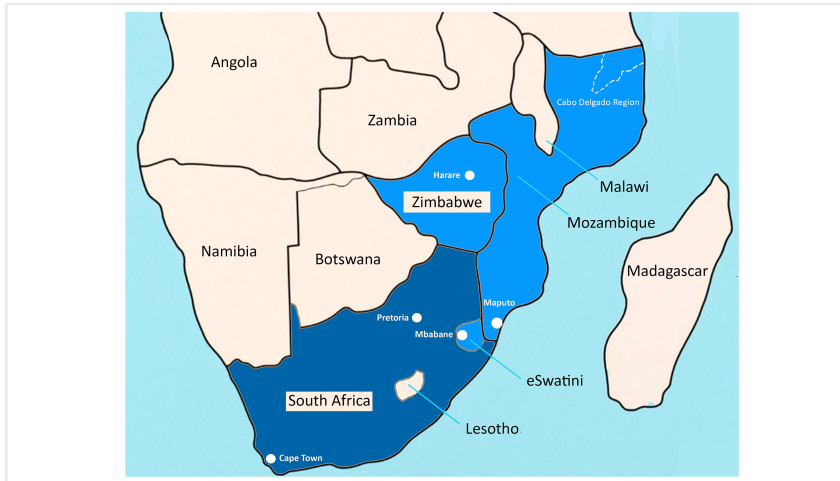 Angola
Cabo Delgado Region
Zambia
Harare
Malawi
Zimbabwe
Mozambique
Namibia
Botswana
Madagascar
Maputo
Pretoria
Mbabane
eSwatini
South Africa
Lesotho
Cape Town